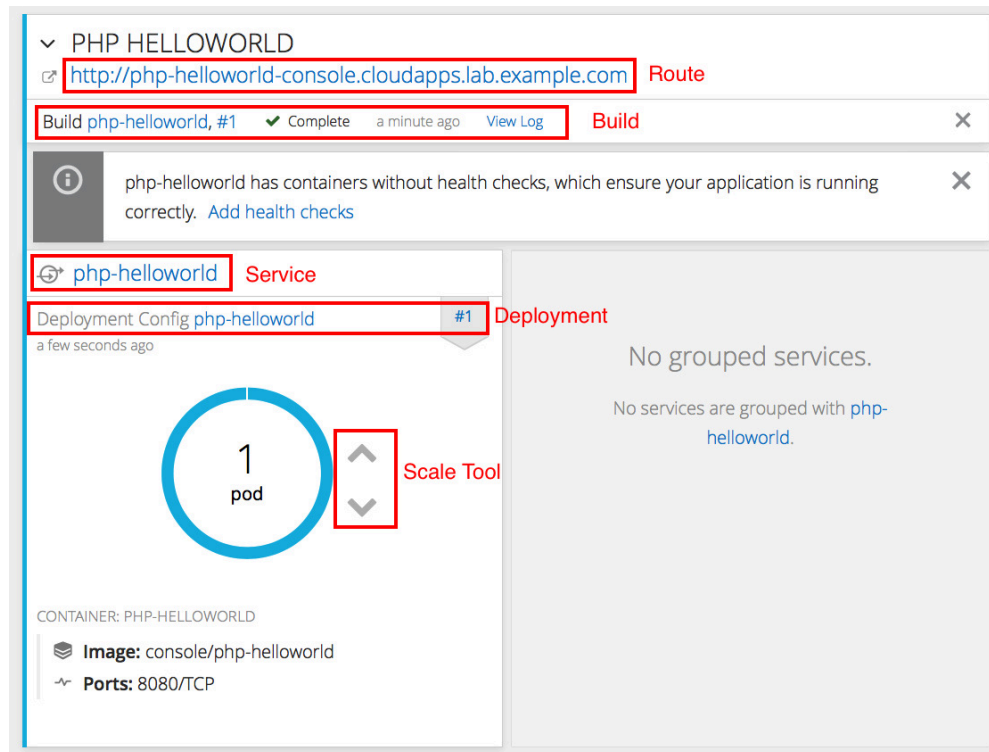 PHP HELLOWORLD
http://php-helloworld-console.cloudapps.lab.example.com Route
Build php-helloworld, #1 Complete a minute ago View Log Build
php-helloworld has containers without health checks, which ensure your application is running
correctly. Add health checks
php-helloworld Service
Deployment Config php-helloworld #1 Deployment
a few seconds ago
1
pod
Scale Tool
CONTAINER: PHP-HELLOWORLD
Image: console/php-helloworld
Ports: 8080/TCP
No grouped services.
No services are grouped with php-
helloworld.